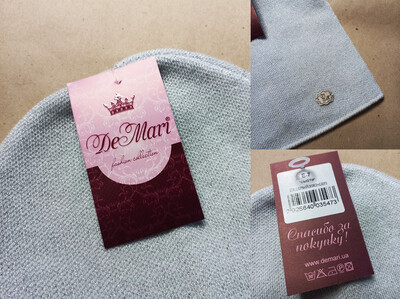 DeMari
fashion collection
Спасибо за
покупку!
www.demari.ua